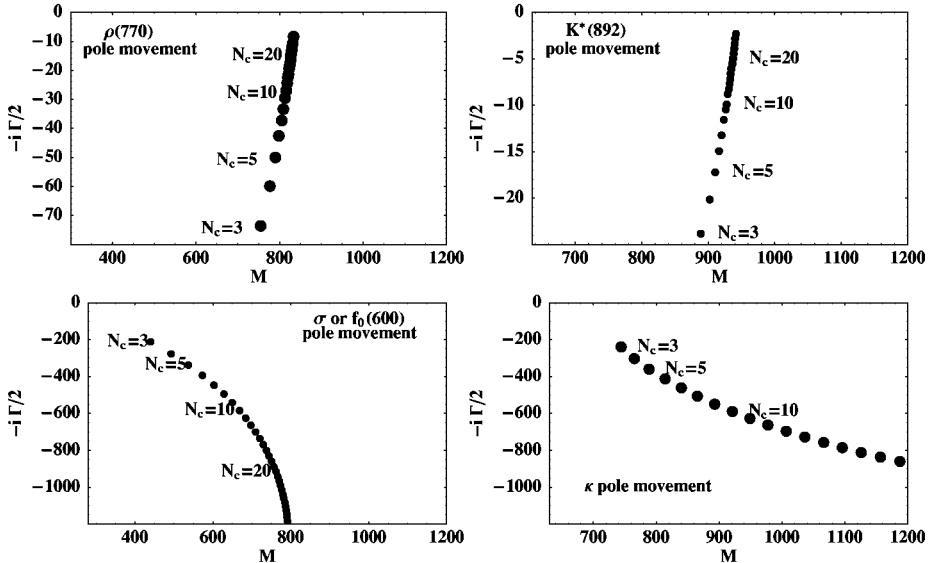 0
−10
−20
−30
−40
−50
−60
−70
−i Γ/2
ρ(770)
pole movement
N_c=20
N_c=10
N_c=5
N_c=3
400
600
800
1000
1200
M
0
−5
−10
−15
−20
−i Γ/2
K*(892)
pole movement
N_c=20
N_c=10
N_c=5
N_c=3
700
800
900
1000
1100
1200
M
0
−200
−400
−600
−800
−1000
−i Γ/2
σ or f_0(600)
pole movement
N_c=3
N_c=5
N_c=10
N_c=20
400
600
800
1000
1200
M
0
−200
−400
−600
−800
−1000
−i Γ/2
N_c=3
N_c=5
N_c=10
κ pole movement
700
800
900
1000
1100
1200
M